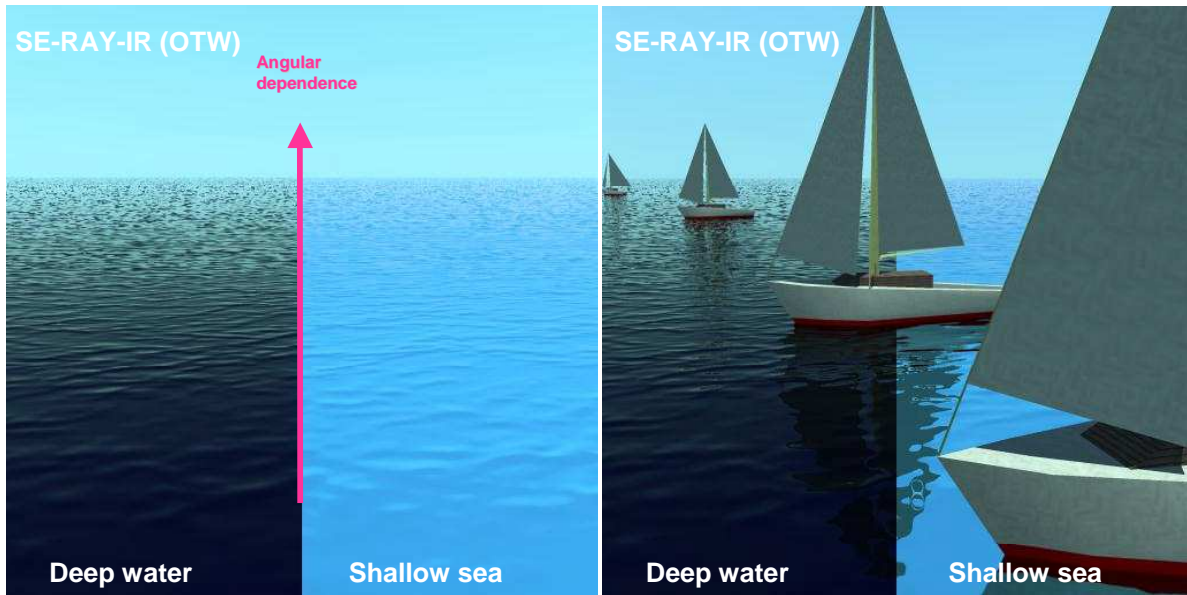 SE-RAY-IR (OTW)
Angular
dependence
Deep water
Shallow sea
SE-RAY-IR (OTW)
Deep water
Shallow sea